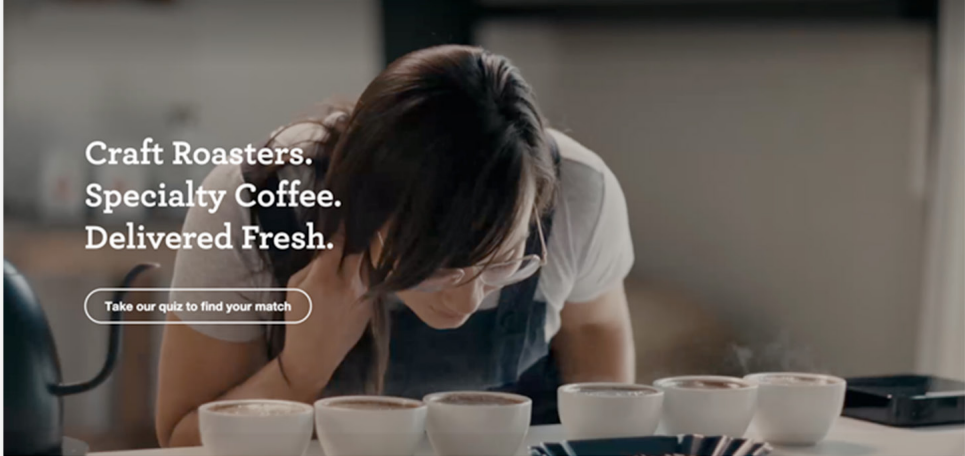 Craft Roasters.
Specialty Coffee.
Delivered Fresh.
Take our quiz to find your match